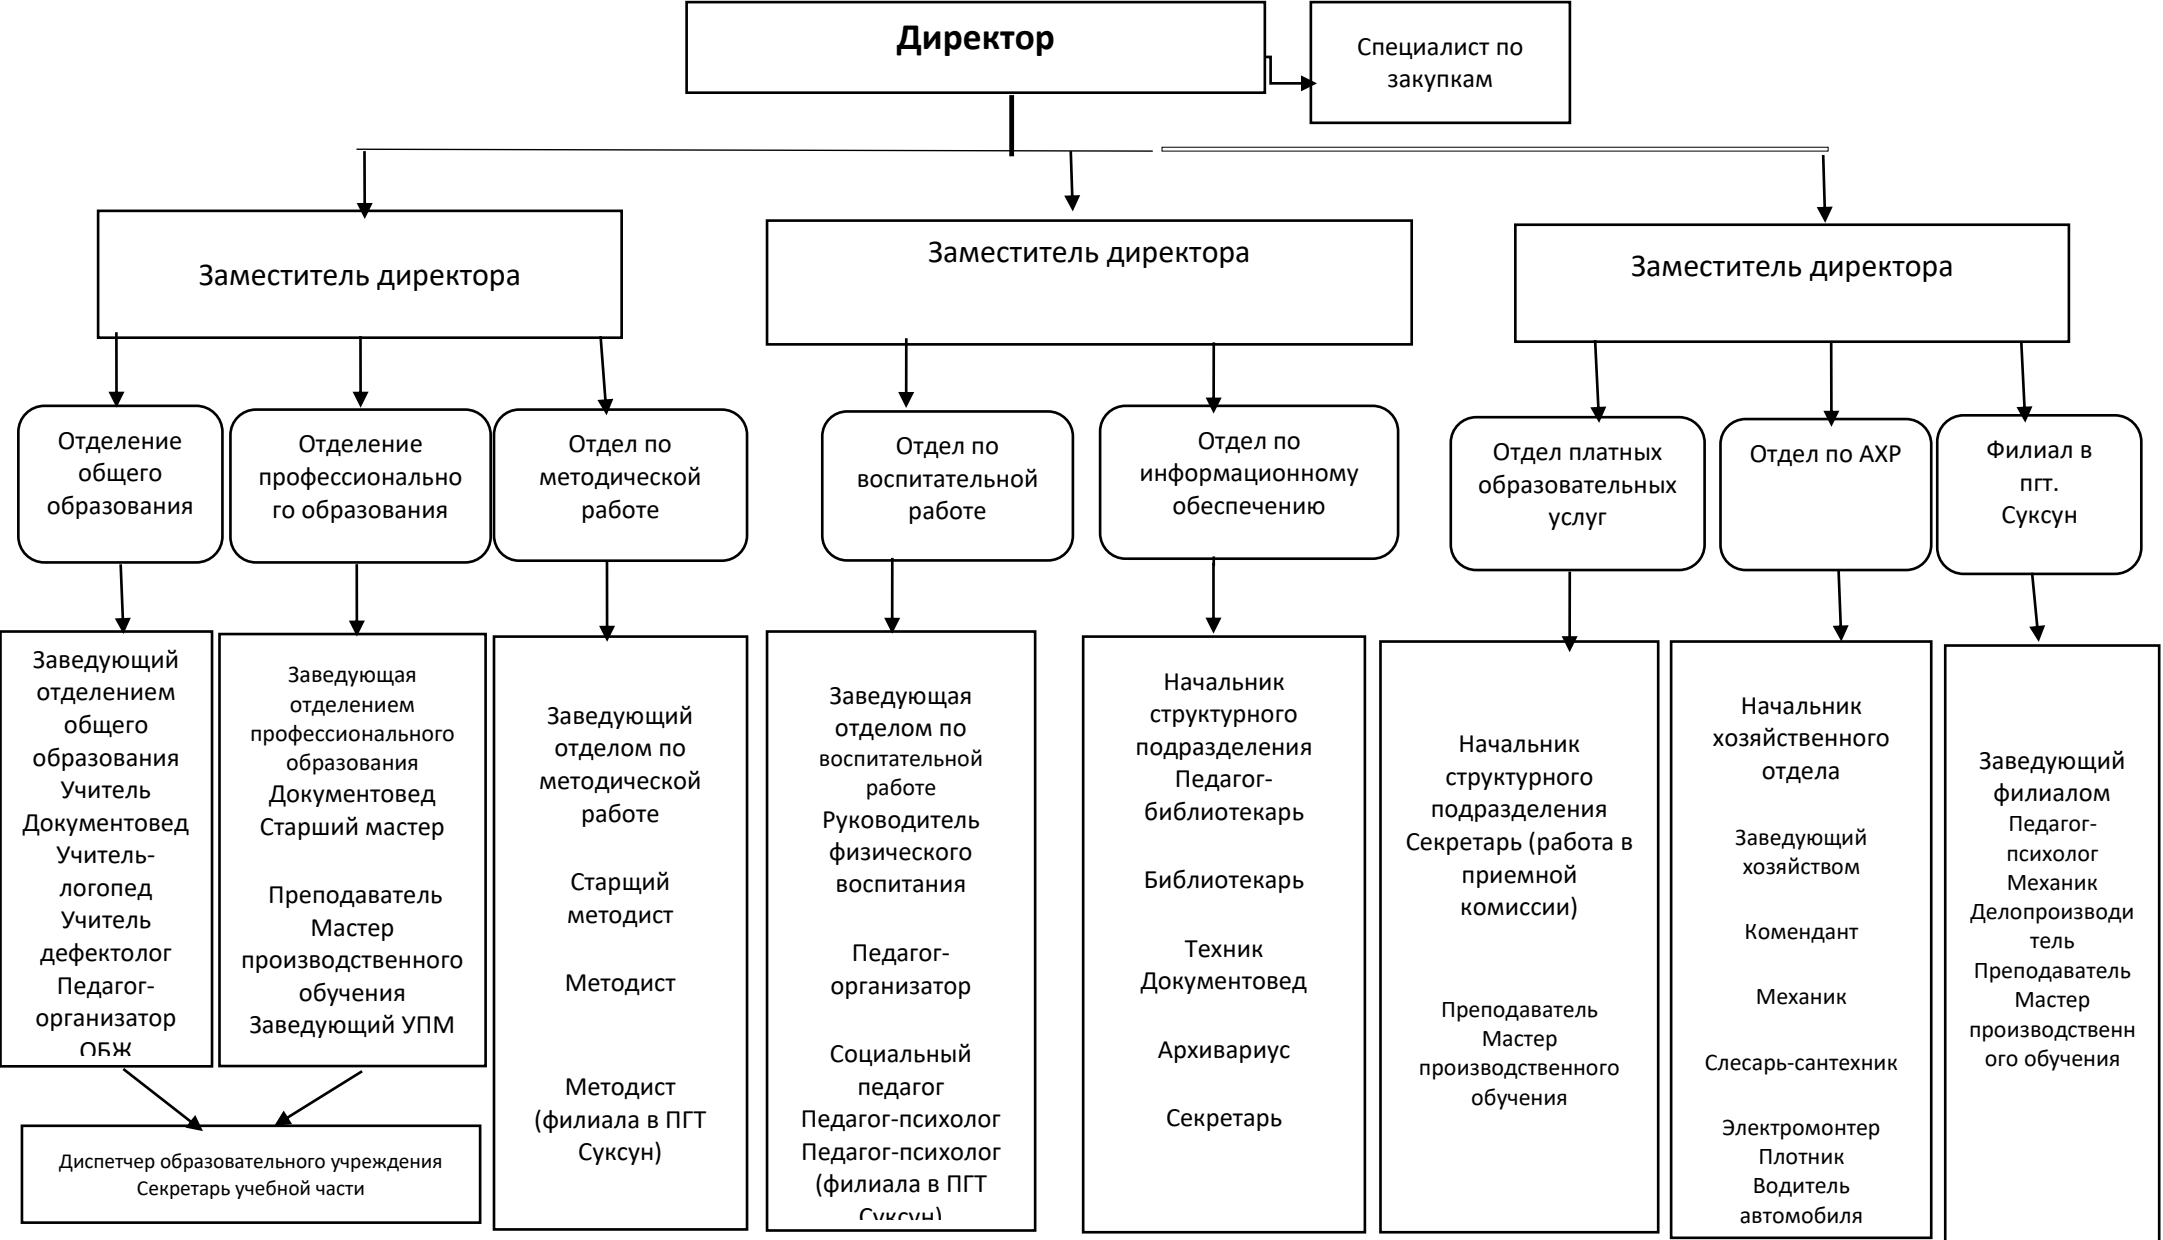 Директор
Специалист по
закупкам
Заместитель директора
Заместитель директора
Заместитель директора
Отделение
общего
образования
Отделение
профессионально
го образования
Отдел по
методической
работе
Отдел по
воспитательной
работе
Отдел по
информационному
обеспечению
Отдел платных
образовательных
услуг
Отдел по АХР
Филиал в
пгт.
Суксун
Заведующий
отделением
общего
образования
Учитель
Документовед
Учитель-
логопед
Учитель
дефектолог
Педагог-
организатор
ОБЖ
Заведующая
отделением
профессионального
образования
Документовед
Старший мастер
Преподаватель
Мастер
производственного
обучения
Заведующий УПМ
Диспетчер образовательного учреждения
Секретарь учебной части
Заведующий
отделом по
методической
работе
Старщий
методист
Методист
Методист
(филиала в ПГТ
Суксун)
Заведующая
отделом по
воспитательной
работе
Руководитель
физического
воспитания
Педагог-
организатор
Социальный
педагог
Педагог-психолог
Педагог-психолог
(филиала в ПГТ
Суксун)
Начальник
структурного
подразделения
Педагог-
библиотекарь
Библиотекарь
Техник
Документовед
Архивариус
Секретарь
Начальник
структурного
подразделения
Секретарь (работа в
приемной
комиссии)
Преподаватель
Мастер
производственного
обучения
Начальник
хозяйственного
отдела
Заведующий
хозяйством
Комендант
Механик
Слесарь-сантехник
Электромонтер
Плотник
Водитель
автомобиля
Заведующий
филиалом
Педагог-
психолог
Механик
Делопроизводи
тель
Преподаватель
Мастер
производственн
ого обучения